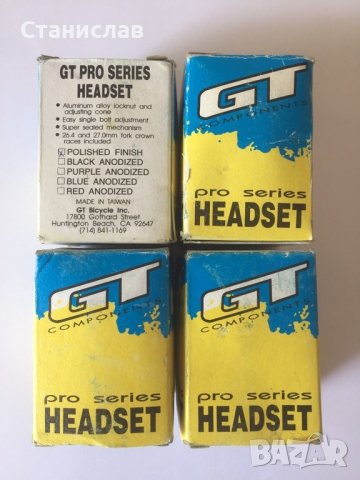 Станислав
GT PRO SERIES
HEADSET
• Aluminum alloy locknut and
adjusting cone
• Easy single bolt adjustment
• Super sealed mechanism
• 26.4 and 27.0mm fork crown
races included
POLISHED FINISH
BLACK ANODIZED
PURPLE ANODIZED
BLUE ANODIZED
RED ANODIZED
MADE IN TAIWAN
GT Bicycle Inc.
17800 Gothard Street
Huntington Beach, CA 92647
(714) 841-1169
GT
COMPONENTS
pro series
HEADSET
GT
COMPONENTS
pro series
HEADSET
GT
COMPONENTS
pro series
HEADSET
BAZAR